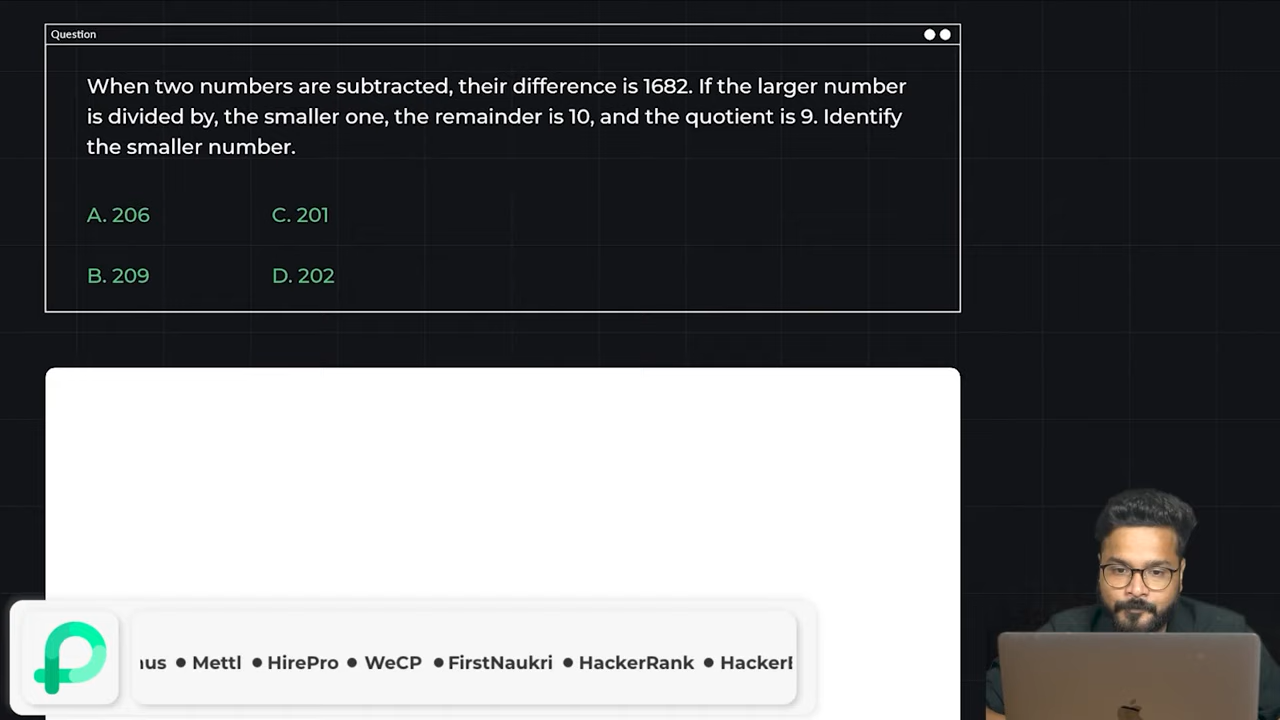 Question
When two numbers are subtracted, their difference is 1682. If the larger number
is divided by, the smaller one, the remainder is 10, and the quotient is 9. Identify
the smaller number.
A. 206
C. 201
B. 209
D. 202
• Mettl • HirePro • WeCP • FirstNaukri • HackerRank •